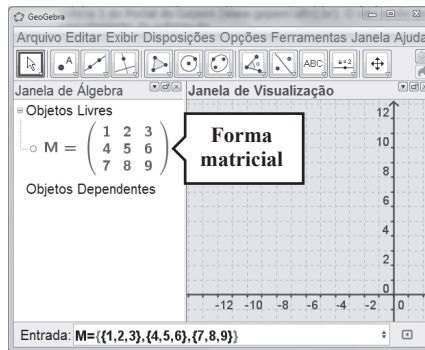 GeoGebra
Arquivo Editar Exibir Disposições Opções Ferramentas Janela Ajuda
A ABC a=2
Janela de Álgebra
Janela de Visualização
Objetos Livres
M = 
1 2 3
4 5 6
7 8 9
Objetos Dependentes
Forma
matricial
12
10
8
6
4
2
0
-12 -10 -8 -6 -4 -2 0
Entrada: M={{1,2,3},{4,5,6},{7,8,9}}